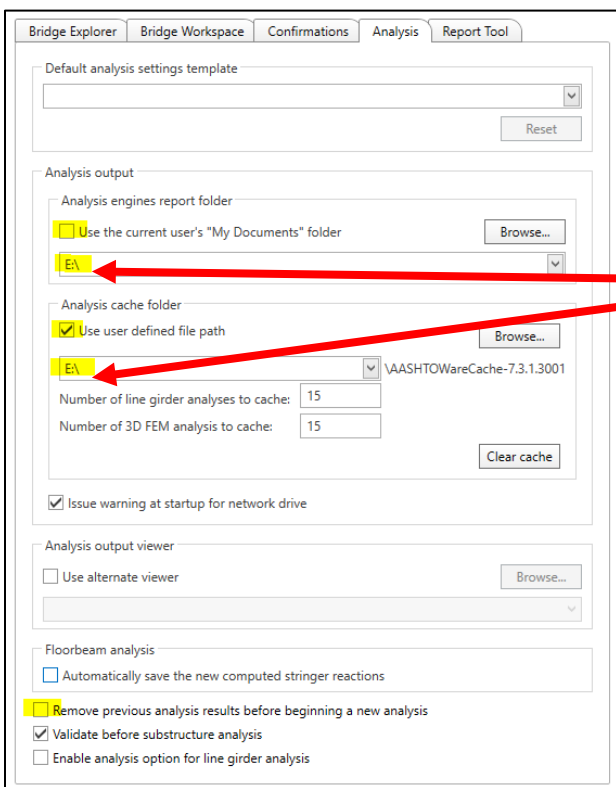 Bridge Explorer Bridge Workspace Confirmations Analysis Report Tool
Default analysis settings template
Reset
Analysis output
Analysis engines report folder
Use the current user's "My Documents" folder Browse...
E:\
Analysis cache folder
Use user defined file path Browse...
E:\ \AASHTOWareCache-7.3.1.3001
Number of line girder analyses to cache: 15
Number of 3D FEM analysis to cache: 15
Clear cache
Issue warning at startup for network drive
Analysis output viewer
Use alternate viewer Browse...
Floorbeam analysis
Automatically save the new computed stringer reactions
Remove previous analysis results before beginning a new analysis
Validate before substructure analysis
Enable analysis option for line girder analysis